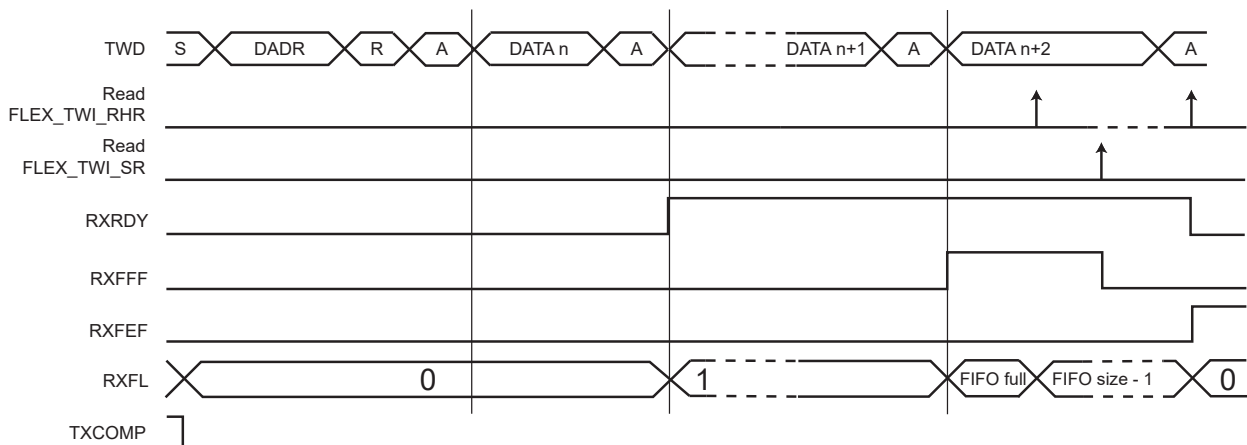 TWD S DADR R A DATA n A DATA n+1 A DATA n+2 A
Read
FLEX_TWI_RHR
Read
FLEX_TWI_SR
RXRDY
RXFFF
RXFEF
RXFL 0 1 FIFO full FIFO size - 1 0
TXCOMP